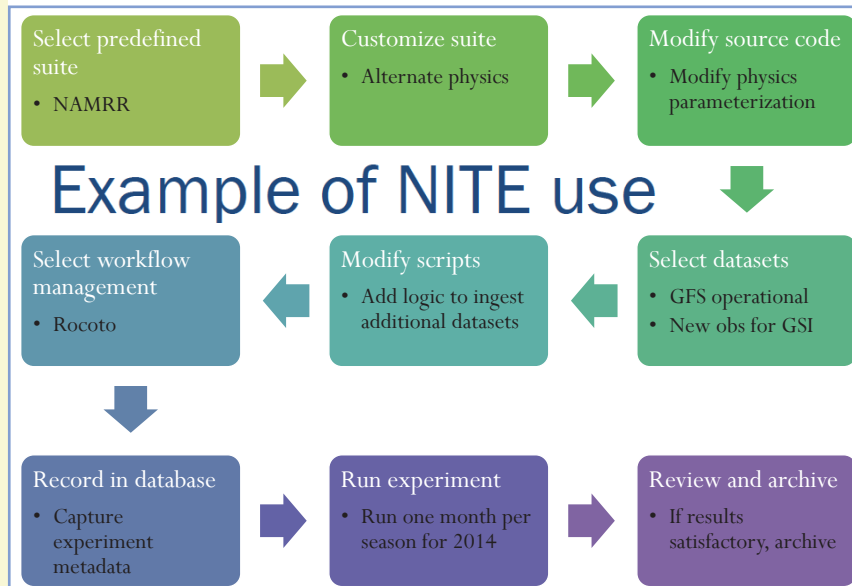 Select predefined
suite
• NAMRR
Customize suite
• Alternate physics
Modify source code
• Modify physics
parameterization
Example of NITE use
Select datasets
• GFS operational
• New obs for GSI
Modify scripts
• Add logic to ingest
additional datasets
Select workflow
management
• Rocoto
Record in database
• Capture
experiment
metadata
Run experiment
• Run one month per
season for 2014
Review and archive
• If results
satisfactory, archive